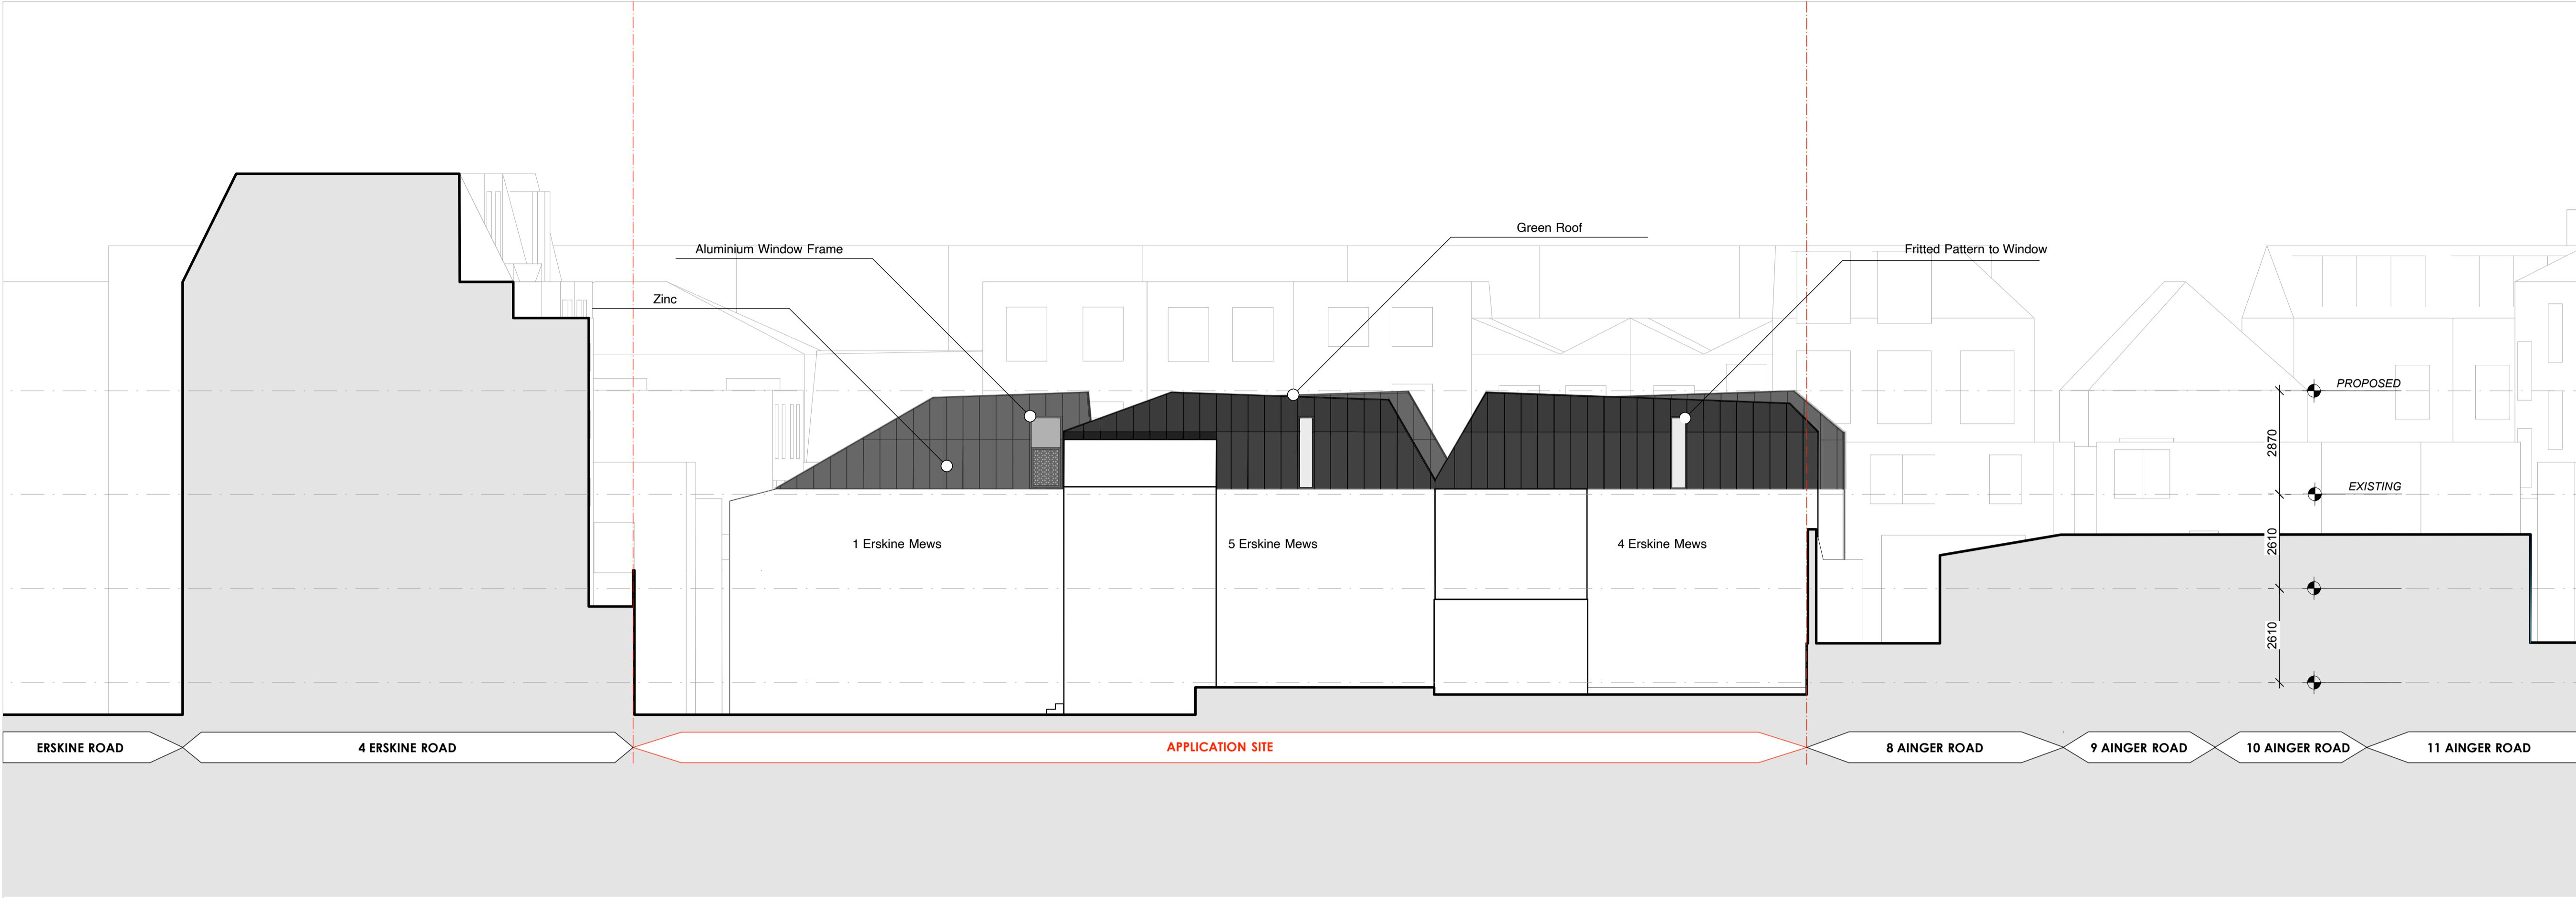 Green Roof
Aluminium Window Frame
Fritted Pattern to Window
Zinc
PROPOSED
2870
EXISTING
1 Erskine Mews
5 Erskine Mews
4 Erskine Mews
2610
2610
ERSKINE ROAD
4 ERSKINE ROAD
APPLICATION SITE
8 AINGER ROAD
9 AINGER ROAD
10 AINGER ROAD
11 AINGER ROAD